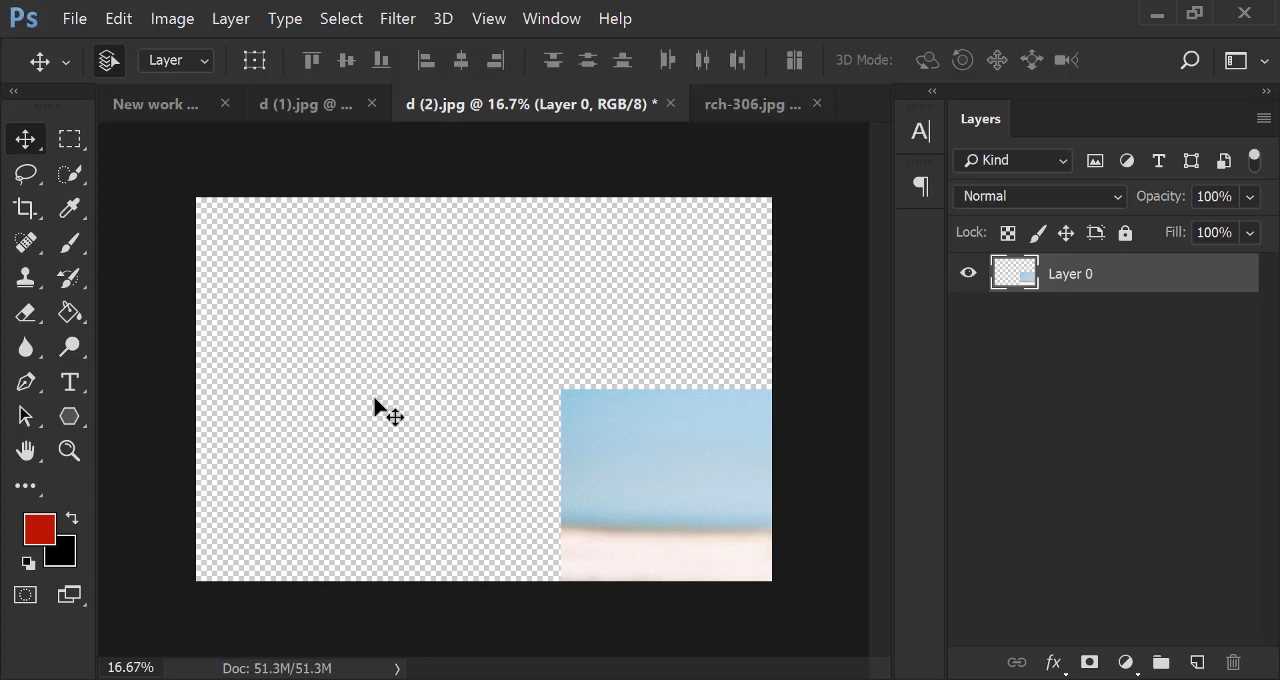 Ps File Edit Image Layer Type Select Filter 3D View Window Help
Layer 3D Mode:
New work ... × d (1).jpg @ ... × d (2).jpg @ 16.7% (Layer 0, RGB/8) * × rch-306.jpg ... ×
Layers
Kind
Normal Opacity: 100%
Lock: Fill: 100%
Layer 0
16.67% Doc: 51.3M/51.3M